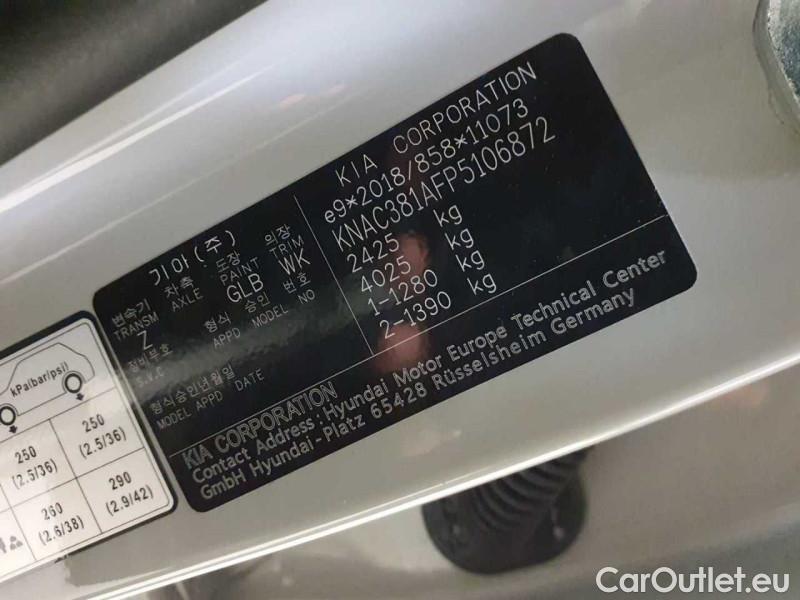 KIA CORPORATION
e9*2018/858*11073
KNAC381AFP5106872
2425 kg
4025 kg
1-1280 kg
2-1390 kg
기아(주)
변속기 차축 도장 의장
TRANSM AXLE PAINT TRIM
Z GLB WK
장비부호 형식 승인 번호
S.V.C APPD MODEL NO
형식승인년월일
MODEL APPD DATE
KIA CORPORATION
Contact Address : Hyundai Motor Europe Technical Center
GmbH Hyundai-Platz 65428 Rüsselsheim Germany
kPa(bar/psi)
250 250
(2.5/36) (2.5/36)
260 290
(2.6/38) (2.9/42)
CarOutlet.eu